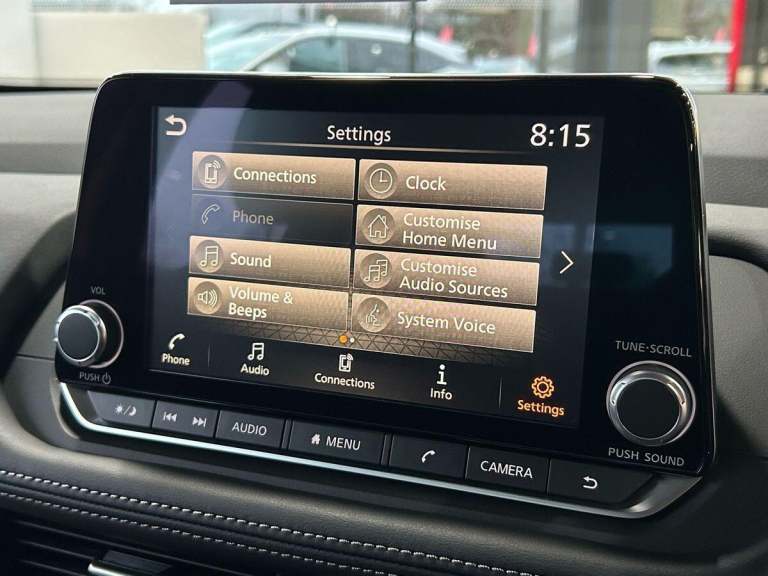 Settings
8:15
Connections
Clock
Phone
Customise
Home Menu
Sound
Customise
Audio Sources
Volume &
Beeps
System Voice
Phone
Audio
Connections
Info
Settings
VOL
PUSH
TUNE·SCROLL
PUSH SOUND
AUDIO
MENU
CAMERA